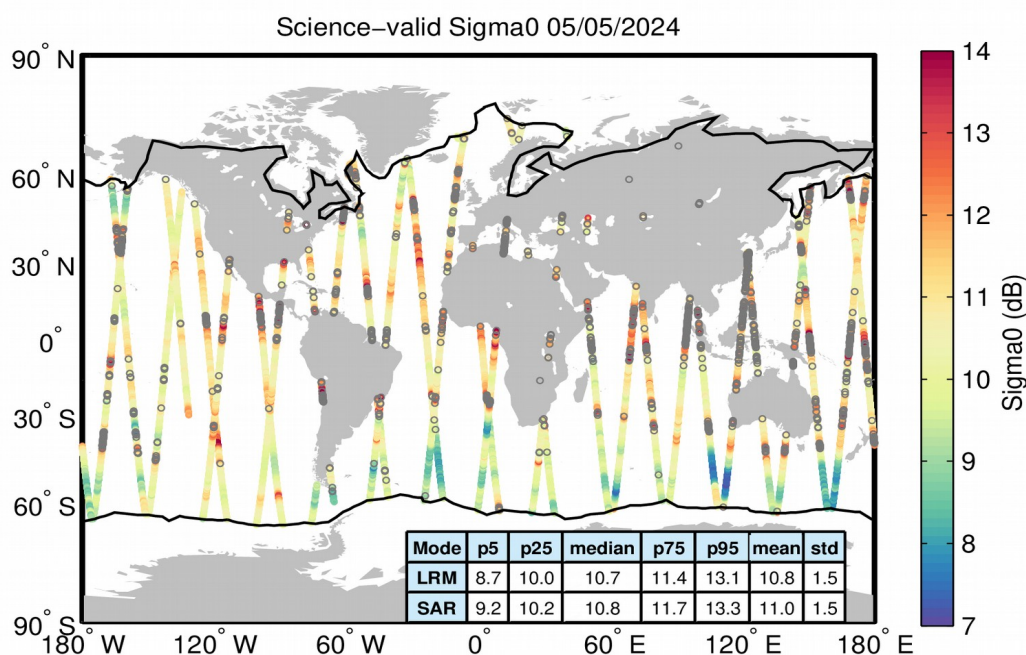 Science−valid Sigma0 05/05/2024
90° N
60° N
30° N
0°
30° S
60° S
90° S
180° W
120° W
60° W
0°
60° E
120° E
180° E
14
13
12
11
10
9
8
7
Sigma0 (dB)
Mode p5 p25 median p75 p95 mean std
LRM 8.7 10.0 10.7 11.4 13.1 10.8 1.5
SAR 9.2 10.2 10.8 11.7 13.3 11.0 1.5